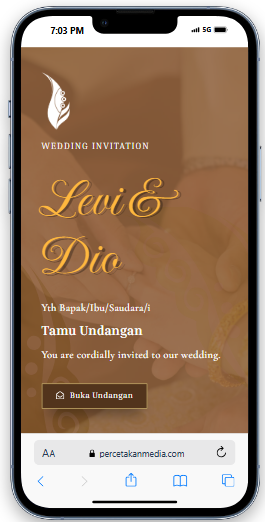 7:03 PM
5G
WEDDING INVITATION
Levi &
Dio
Yth Bapak/Ibu/Saudara/i
Tamu Undangan
You are cordially invited to our wedding.
Buka Undangan
AA percetakanmedia.com